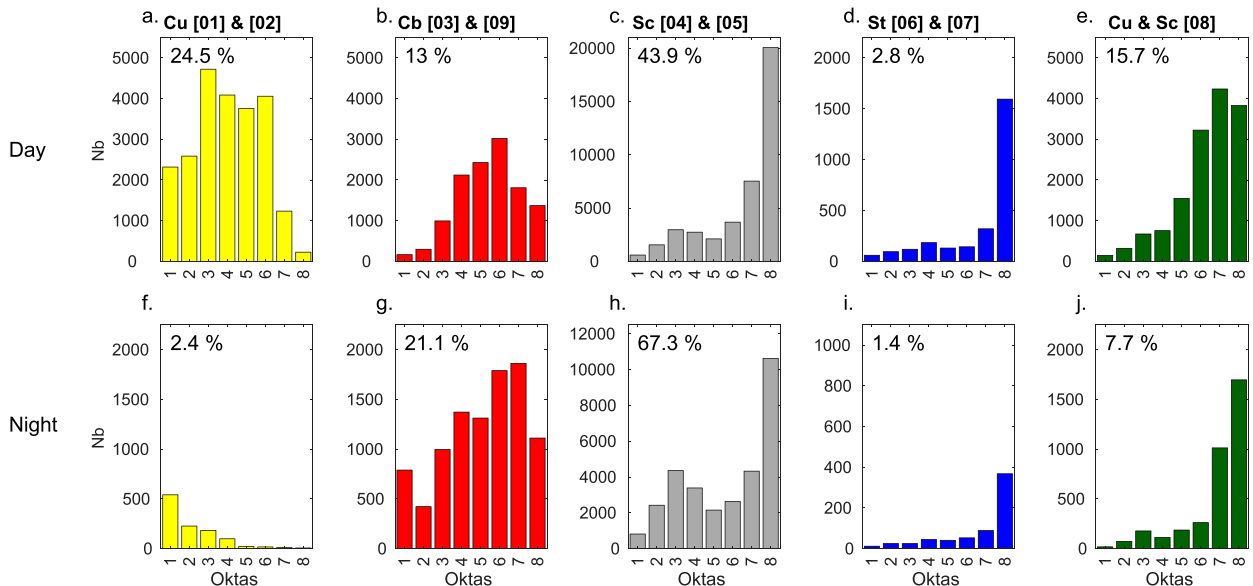 a. Cu [01] & [02]
b. Cb [03] & [09]
c. Sc [04] & [05]
d. St [06] & [07]
e. Cu & Sc [08]
Day
Nb
24.5 %
5000
4000
3000
2000
1000
0
1 2 3 4 5 6 7 8
13 %
5000
4000
3000
2000
1000
0
1 2 3 4 5 6 7 8
43.9 %
20000
15000
10000
5000
0
1 2 3 4 5 6 7 8
2.8 %
2000
1500
1000
500
0
1 2 3 4 5 6 7 8
15.7 %
5000
4000
3000
2000
1000
0
1 2 3 4 5 6 7 8
Night
Nb
f.
2.4 %
2000
1500
1000
500
0
1 2 3 4 5 6 7 8
Oktas
g.
21.1 %
2000
1500
1000
500
0
1 2 3 4 5 6 7 8
Oktas
h.
67.3 %
12000
10000
8000
6000
4000
2000
0
1 2 3 4 5 6 7 8
Oktas
i.
1.4 %
1000
800
600
400
200
0
1 2 3 4 5 6 7 8
Oktas
j.
7.7 %
2000
1500
1000
500
0
1 2 3 4 5 6 7 8
Oktas